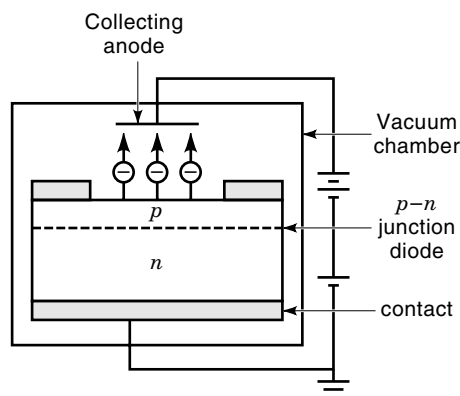 Collecting
anode
Vacuum
chamber
− − −
p
p–n
junction
diode
n
contact